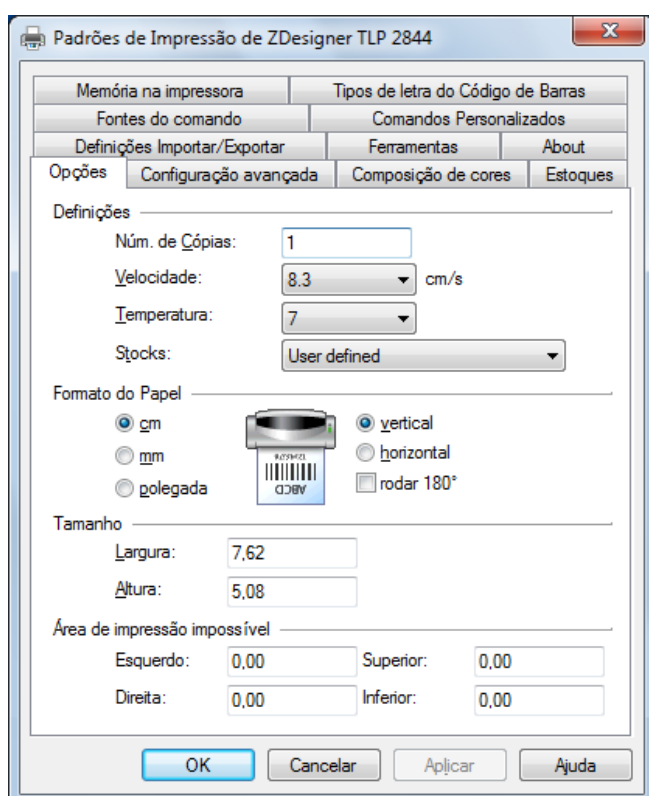 Padrões de Impressão de ZDesigner TLP 2844
Memória na impressora Tipos de letra do Código de Barras
Fontes do comando Comandos Personalizados
Definições Importar/Exportar Ferramentas About
Opções Configuração avançada Composição de cores Estoques
Definições
Núm. de Cópias: 1
Velocidade: 8.3 cm/s
Temperatura: 7
Stocks: User defined
Formato do Papel
cm vertical
mm horizontal
polegada rodar 180°
ABCD
Tamanho
Largura: 7,62
Altura: 5,08
Área de impressão impossível
Esquerdo: 0,00 Superior: 0,00
Direita: 0,00 Inferior: 0,00
OK Cancelar Aplicar Ajuda